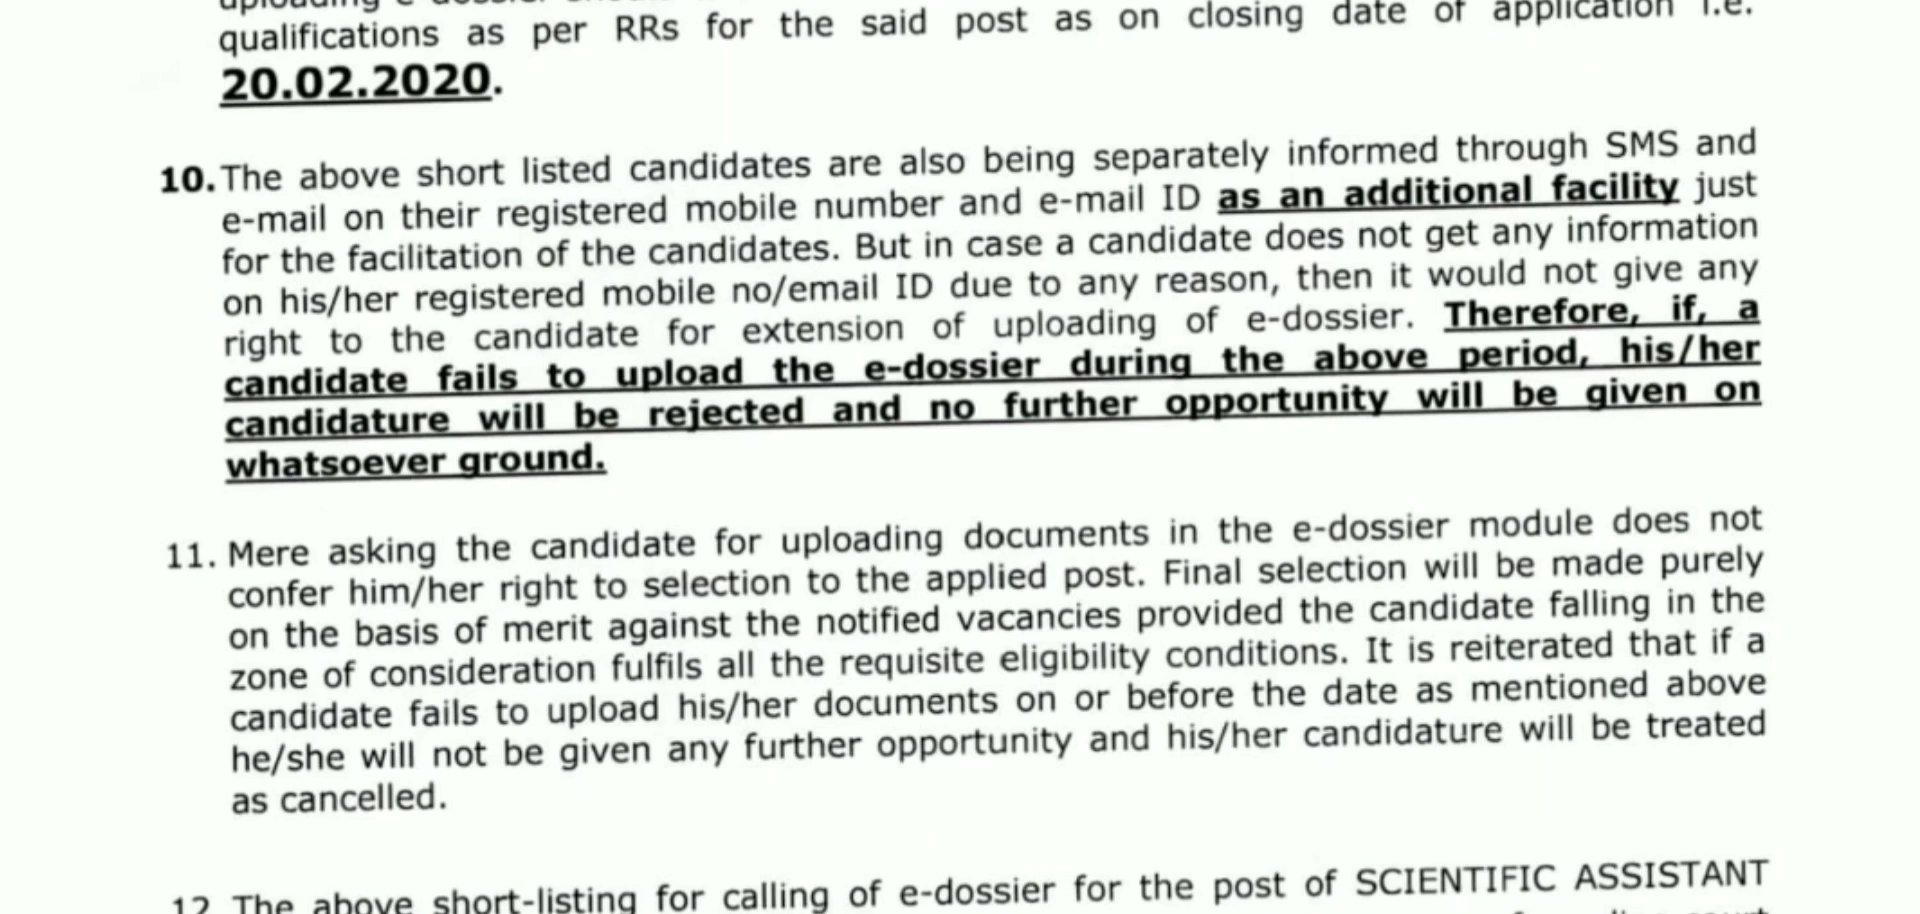 uploading e-dossier
qualifications as per RRs for the said post as on closing date of application i.e.
20.02.2020.
10. The above short listed candidates are also being separately informed through SMS and
e-mail on their registered mobile number and e-mail ID as an additional facility just
for the facilitation of the candidates. But in case a candidate does not get any information
on his/her registered mobile no/email ID due to any reason, then it would not give any
right to the candidate for extension of uploading of e-dossier. Therefore, if, a
candidate fails to upload the e-dossier during the above period, his/her
candidature will be rejected and no further opportunity will be given on
whatsoever ground.
11. Mere asking the candidate for uploading documents in the e-dossier module does not
confer him/her right to selection to the applied post. Final selection will be made purely
on the basis of merit against the notified vacancies provided the candidate falling in the
zone of consideration fulfils all the requisite eligibility conditions. It is reiterated that if a
candidate fails to upload his/her documents on or before the date as mentioned above
he/she will not be given any further opportunity and his/her candidature will be treated
as cancelled.
12. The above short-listing for calling of e-dossier for the post of SCIENTIFIC ASSISTANT